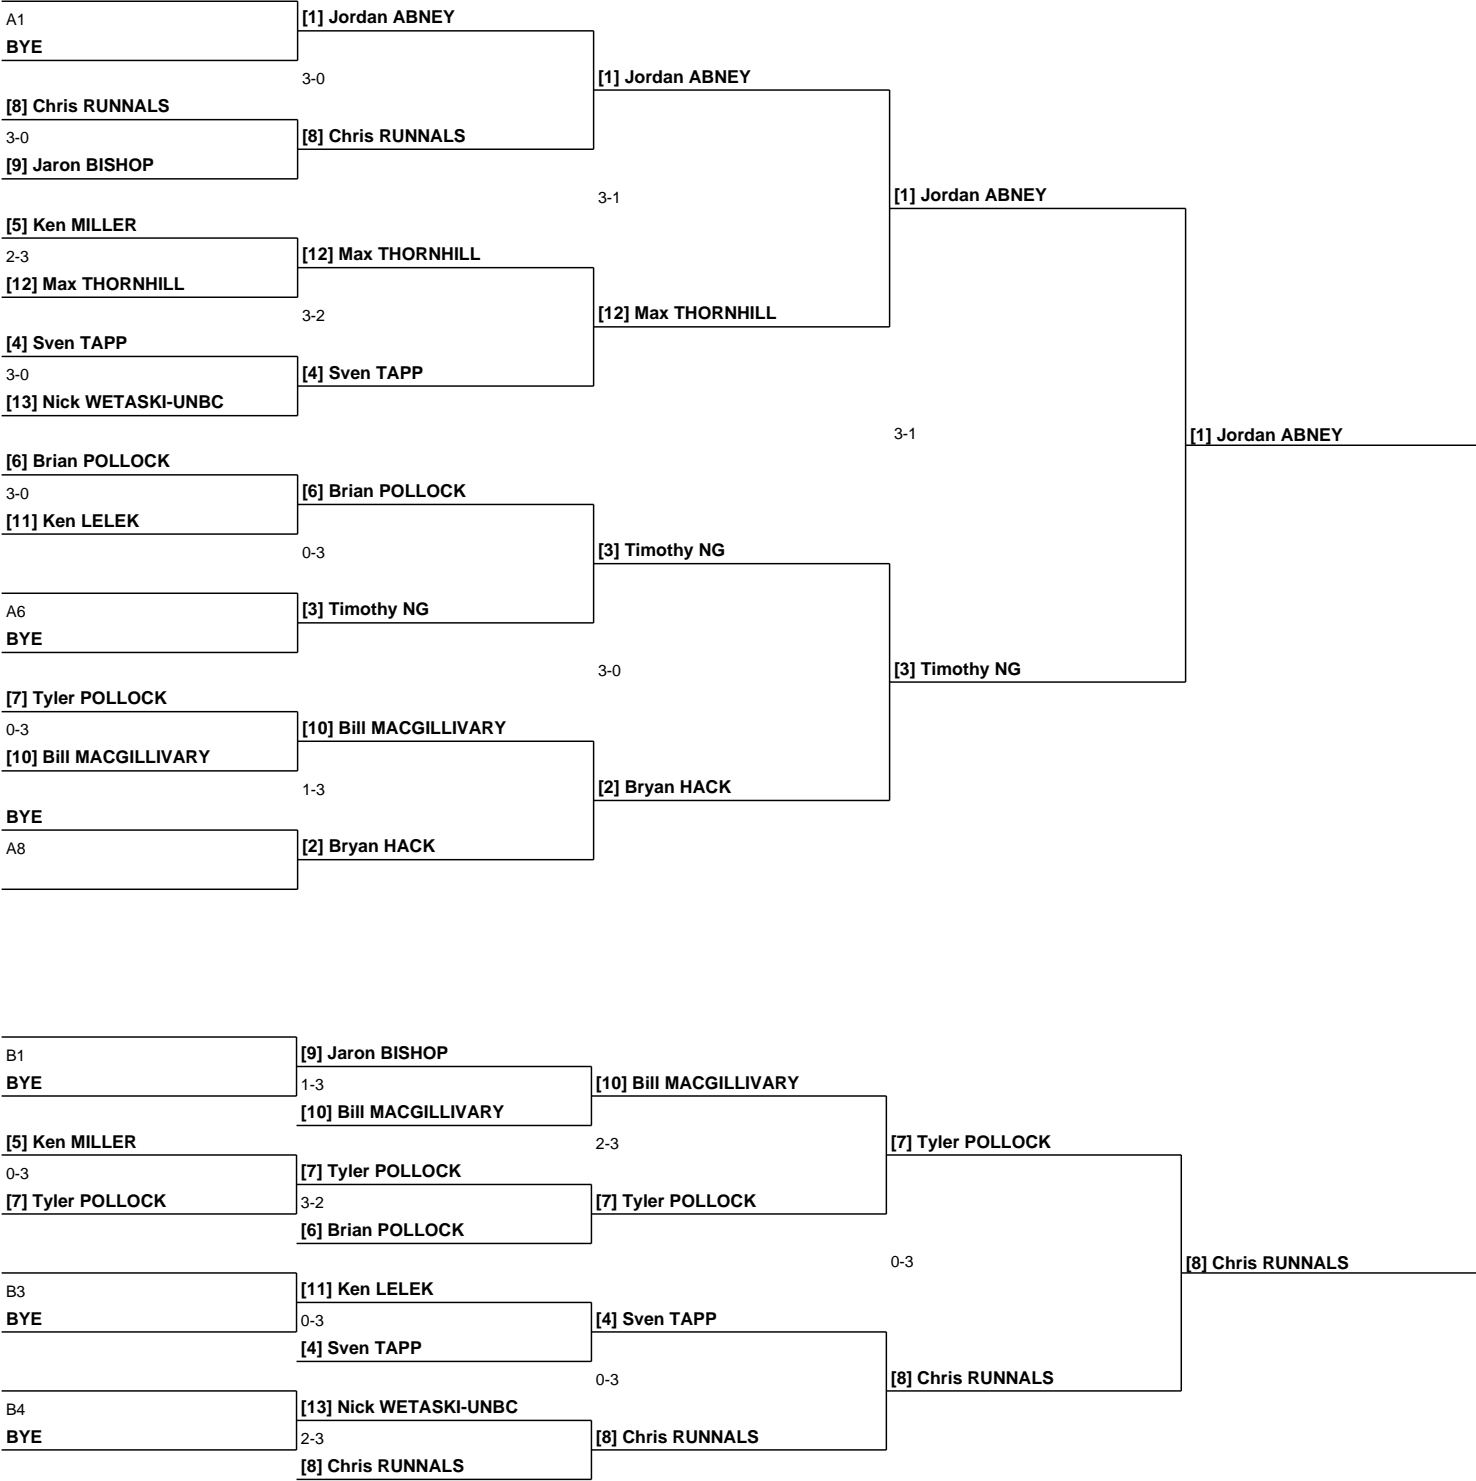 A1
[1] Jordan ABNEY
BYE
3-0
[1] Jordan ABNEY
[8] Chris RUNNALS
3-0
[8] Chris RUNNALS
[9] Jaron BISHOP
3-1
[1] Jordan ABNEY
[5] Ken MILLER
2-3
[12] Max THORNHILL
[12] Max THORNHILL
3-2
[12] Max THORNHILL
[4] Sven TAPP
3-0
[4] Sven TAPP
[13] Nick WETASKI-UNBC
3-1
[1] Jordan ABNEY
[6] Brian POLLOCK
3-0
[6] Brian POLLOCK
[11] Ken LELEK
0-3
[3] Timothy NG
A6
[3] Timothy NG
BYE
3-0
[3] Timothy NG
[7] Tyler POLLOCK
0-3
[10] Bill MACGILLIVARY
[10] Bill MACGILLIVARY
1-3
[2] Bryan HACK
BYE
A8
[2] Bryan HACK
B1
[9] Jaron BISHOP
BYE
1-3
[10] Bill MACGILLIVARY
[10] Bill MACGILLIVARY
[5] Ken MILLER
2-3
[7] Tyler POLLOCK
0-3
[7] Tyler POLLOCK
[7] Tyler POLLOCK
3-2
[7] Tyler POLLOCK
[6] Brian POLLOCK
0-3
[8] Chris RUNNALS
B3
[11] Ken LELEK
BYE
0-3
[4] Sven TAPP
[4] Sven TAPP
0-3
[8] Chris RUNNALS
B4
[13] Nick WETASKI-UNBC
BYE
2-3
[8] Chris RUNNALS
[8] Chris RUNNALS